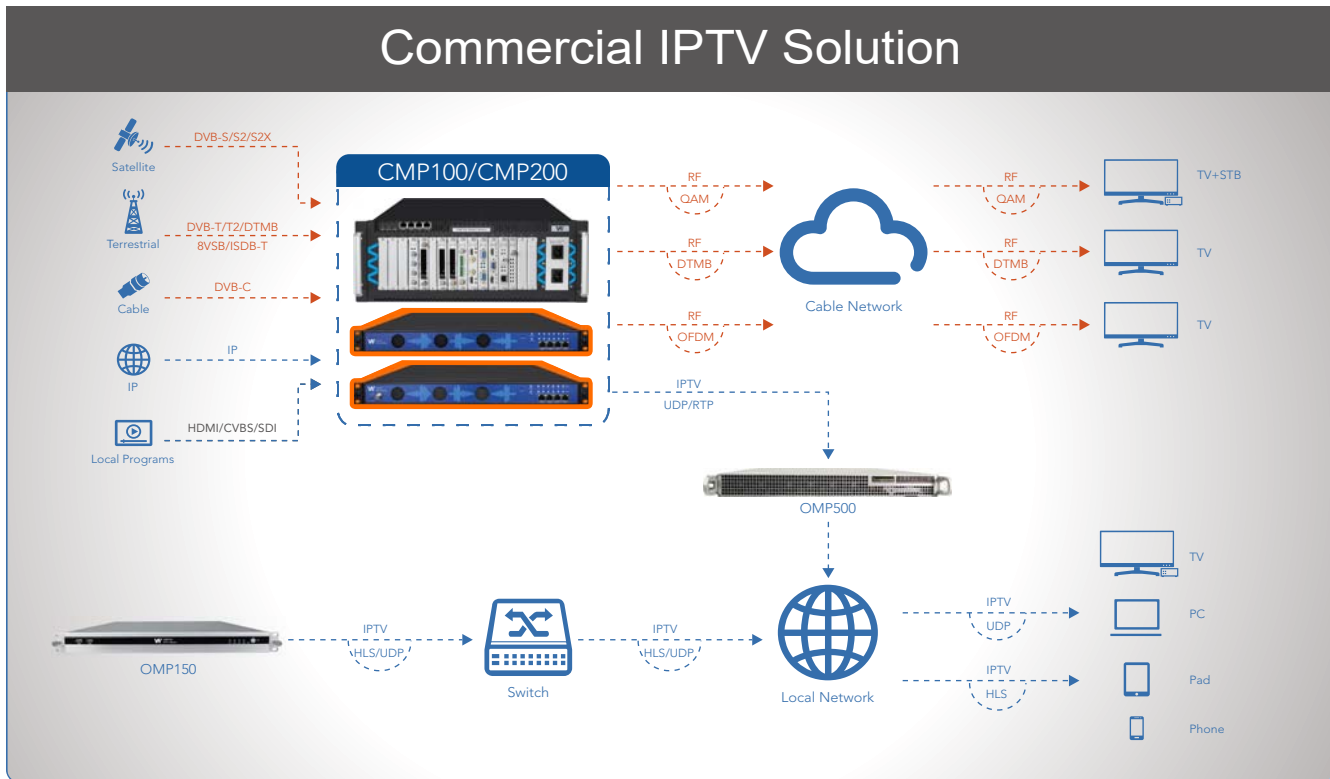 Commercial IPTV Solution
Satellite
DVB-S/S2/S2X
Terrestrial
DVB-T/T2/DTMB
8VSB/ISDB-T
Cable
DVB-C
IP
IP
Local Programs
HDMI/CVBS/SDI
CMP100/CMP200
RF
QAM
RF
DTMB
RF
OFDM
Cable Network
RF
QAM
RF
DTMB
RF
OFDM
TV+STB
TV
TV
IPTV
UDP/RTP
OMP500
OMP150
IPTV
HLS/UDP
Switch
IPTV
HLS/UDP
Local Network
IPTV
UDP
IPTV
HLS
TV
PC
Pad
Phone